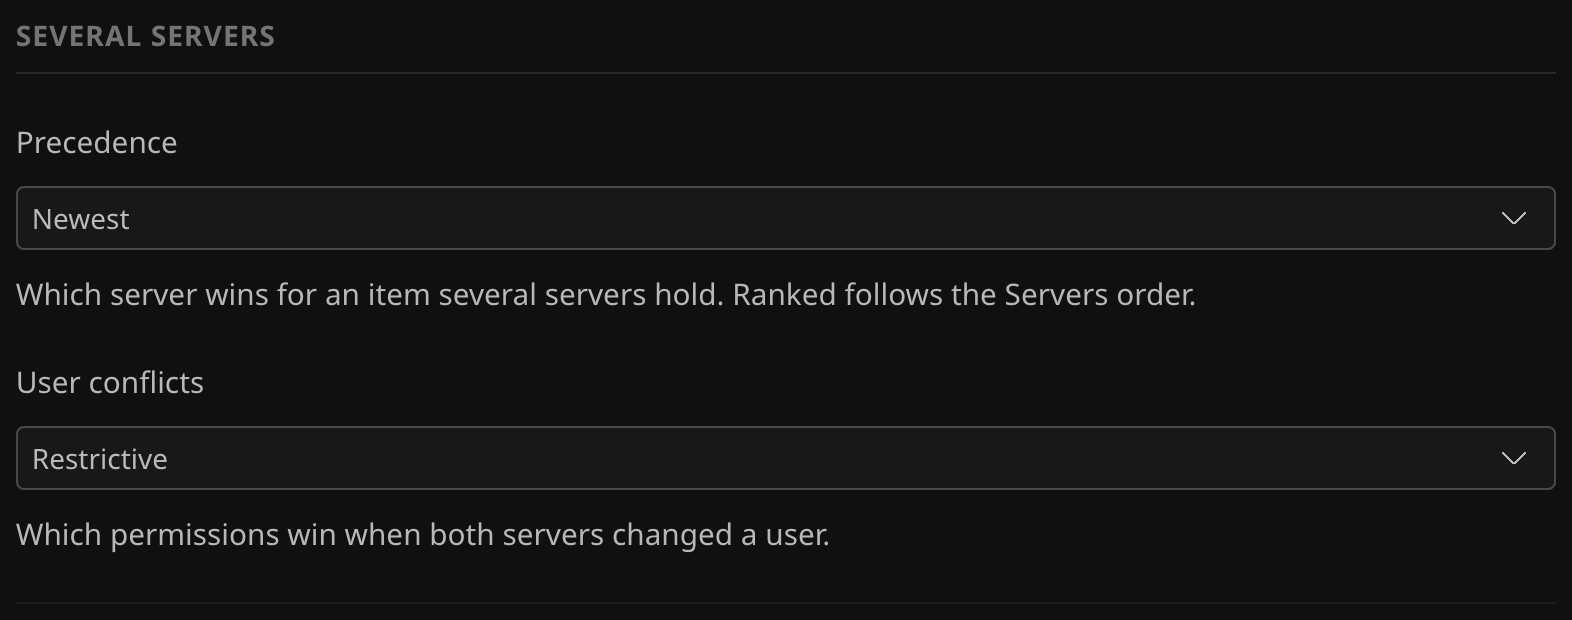 SEVERAL SERVERS
Precedence
Newest
Which server wins for an item several servers hold. Ranked follows the Servers order.
User conflicts
Restrictive
Which permissions win when both servers changed a user.